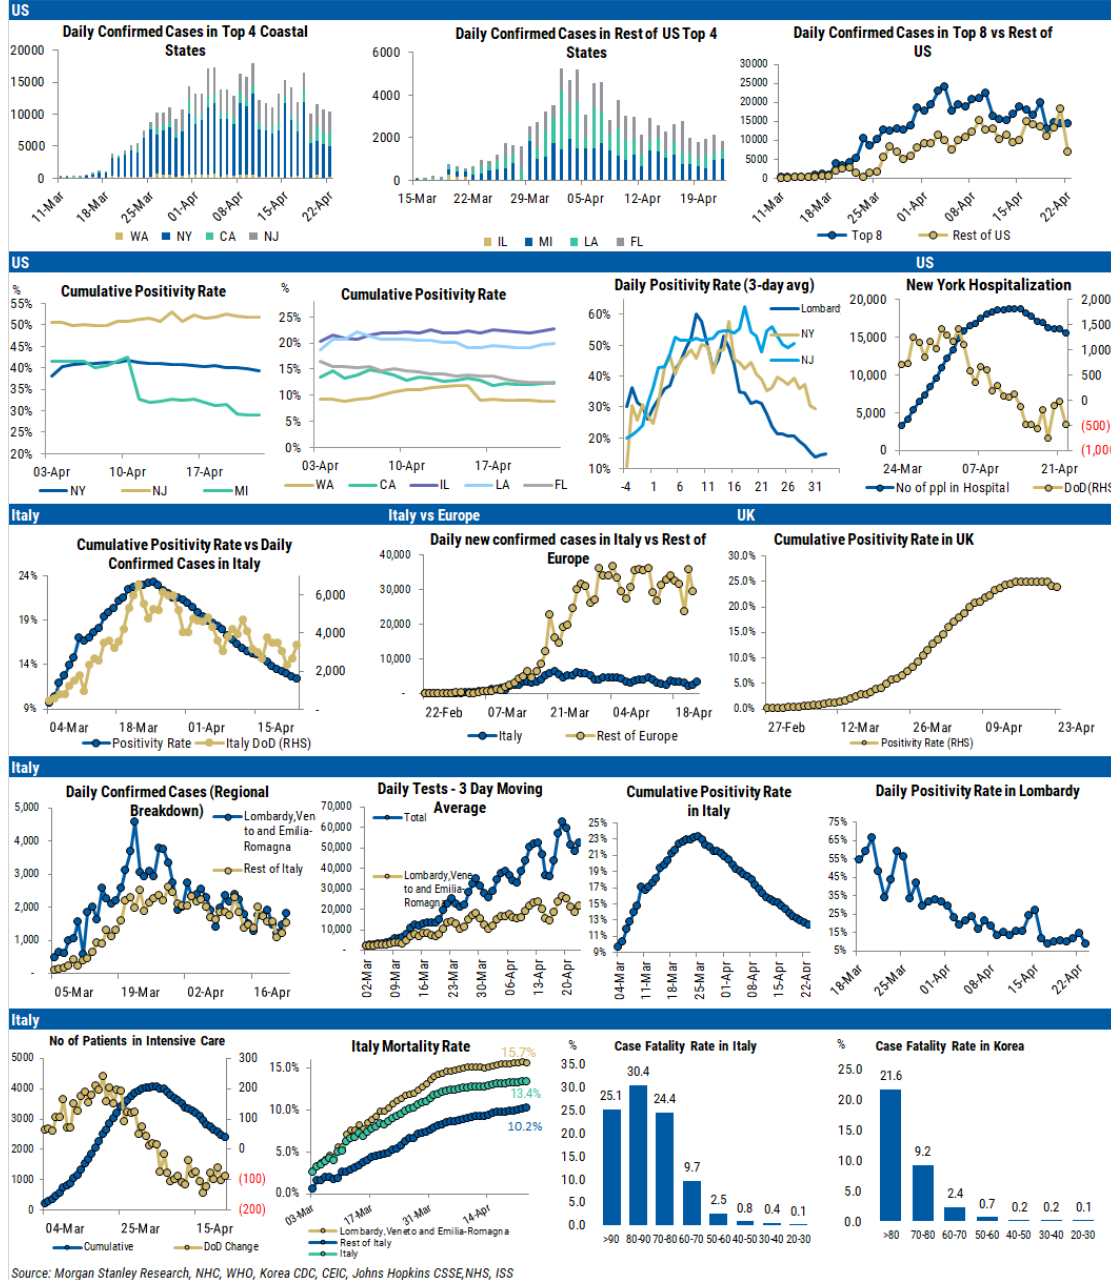 US
Daily Confirmed Cases in Top 4 Coastal
States
20000
15000
10000
5000
0
11-Mar 18-Mar 25-Mar 01-Apr 08-Apr 15-Apr 22-Apr
WA NY CA NJ
Daily Confirmed Cases in Rest of US Top 4
States
6000
4000
2000
0
15-Mar 22-Mar 29-Mar 05-Apr 12-Apr 19-Apr
IL MI LA FL
Daily Confirmed Cases in Top 8 vs Rest of
US
30000
25000
20000
15000
10000
5000
0
11-Mar 18-Mar 25-Mar 01-Apr 08-Apr 15-Apr 22-Apr
Top 8 Rest of US
US US
%
Cumulative Positivity Rate
55%
50%
45%
40%
35%
30%
25%
20%
03-Apr 10-Apr 17-Apr
NY NJ MI
%
Cumulative Positivity Rate
25%
20%
15%
10%
5%
0%
03-Apr 10-Apr 17-Apr
WA CA IL LA FL
Daily Positivity Rate (3-day avg)
60%
50%
40%
30%
20%
10%
-4 1 6 11 16 21 26 31
Lombard
NY
NJ
New York Hospitalization
20,000
15,000
10,000
5,000
0
2,000
1,500
1,000
500
0
(500)
(1,000
24-Mar 07-Apr 21-Apr
No of ppl in Hospital DoD(RHS
Italy Italy vs Europe UK
Cumulative Positivity Rate vs Daily
Confirmed Cases in Italy
24%
19%
14%
9%
6,000
4,000
2,000
-
04-Mar 18-Mar 01-Apr 15-Apr
Positivity Rate Italy DoD (RHS)
Daily new confirmed cases in Italy vs Rest of
Europe
40,000
30,000
20,000
10,000
-
22-Feb 07-Mar 21-Mar 04-Apr 18-Apr
Italy Rest of Europe
Cumulative Positivity Rate in UK
30.0%
25.0%
20.0%
15.0%
10.0%
5.0%
0.0%
27-Feb 12-Mar 26-Mar 09-Apr 23-Apr
Positivity Rate (RHS)
Italy
Daily Confirmed Cases (Regional
Breakdown)
5,000
4,000
3,000
2,000
1,000
-
05-Mar 19-Mar 02-Apr 16-Apr
Lombardy,Ven
to and Emilia-
Romagna
Rest of Italy
Daily Tests - 3 Day Moving
Average
70,000
60,000
50,000
40,000
30,000
20,000
10,000
-
Total
Lombardy,Vene
to and Emilia-
Romagna
02-Mar 09-Mar 16-Mar 23-Mar 30-Mar 06-Apr 13-Apr 20-Apr
Cumulative Positivity Rate
in Italy
25%
23%
21%
19%
17%
15%
13%
11%
9%
04-Mar 11-Mar 18-Mar 25-Mar 01-Apr 08-Apr 15-Apr 22-Apr
Daily Positivity Rate in Lombardy
75%
65%
55%
45%
35%
25%
15%
5%
18-Mar 25-Mar 01-Apr 08-Apr 15-Apr 22-Apr
Italy
No of Patients in Intensive Care
5000
4000
3000
2000
1000
0
300
200
100
0
(100)
(200)
04-Mar 25-Mar 15-Apr
Cumulative DoD Change
Italy Mortality Rate
15.0%
10.0%
5.0%
0.0%
15.7%
13.4%
10.2%
03-Mar 17-Mar 31-Mar 14-Apr
Lombardy,Veneto and Emilia-Romagna
Rest of Italy
Italy
%
Case Fatality Rate in Italy
35.0
30.0
25.0
20.0
15.0
10.0
5.0
0.0
25.1 30.4 24.4 9.7 2.5 0.8 0.4 0.1
>90 80-90 70-80 60-70 50-60 40-50 30-40 20-30
%
Case Fatality Rate in Korea
25.0
20.0
15.0
10.0
5.0
0.0
21.6 9.2 2.4 0.7 0.2 0.2 0.1
>80 70-80 60-70 50-60 40-50 30-40 20-30
Source: Morgan Stanley Research, NHC, WHO, Korea CDC, CEIC, Johns Hopkins CSSE,NHS, ISS